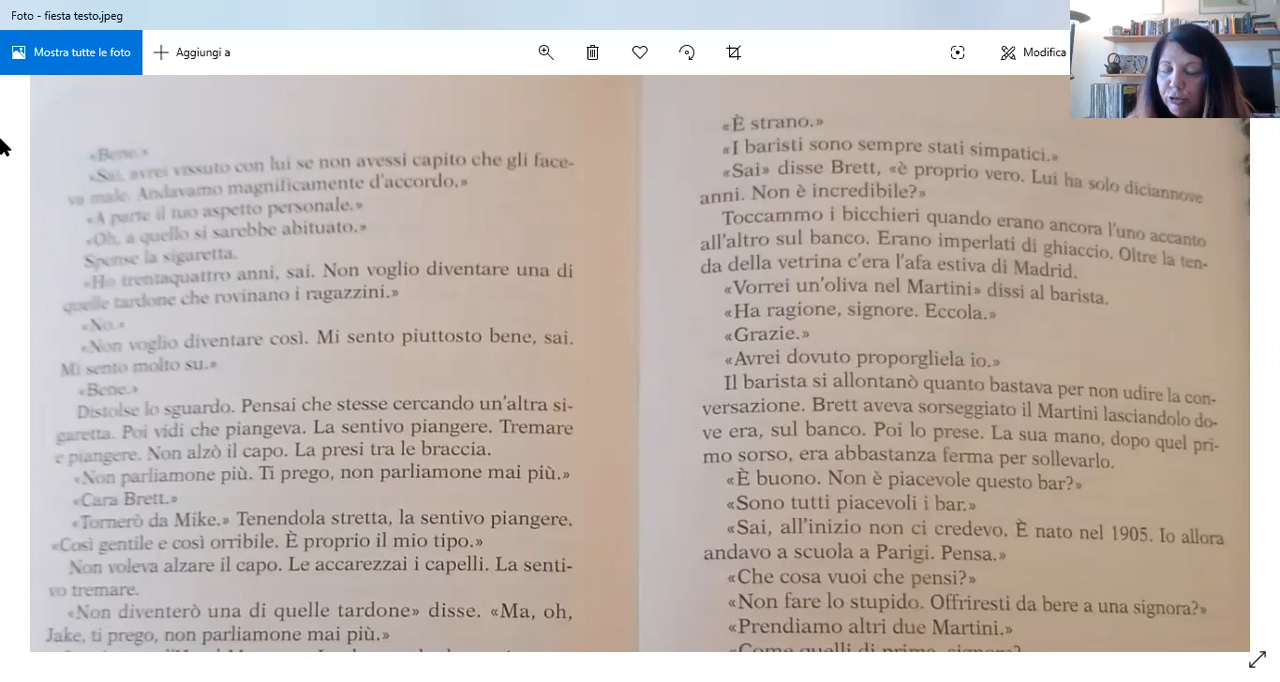 Foto - fiesta testo.jpeg
Mostra tutte le foto
Aggiungi a
Modifica
«Bene.»
«Sai, avrei vissuto con lui se non avessi capito che gli face-
va male. Andavamo magnificamente d'accordo.»
«A parte il tuo aspetto personale.»
«Oh, a quello si sarebbe abituato.»
Spense la sigaretta.
«Ho trentaquattro anni, sai. Non voglio diventare una di
quelle tardone che rovinano i ragazzini.»
«No.»
«Non voglio diventare così. Mi sento piuttosto bene, sai.
Mi sento molto su.»
«Bene.»
Distolse lo sguardo. Pensai che stesse cercando un'altra si-
garetta. Poi vidi che piangeva. La sentivo piangere. Tremare
e piangere. Non alzò il capo. La presi tra le braccia.
«Non parliamone più. Ti prego, non parliamone mai più.»
«Cara Brett.»
«Tornerò da Mike.» Tenendola stretta, la sentivo piangere.
«Così gentile e così orribile. È proprio il mio tipo.»
Non voleva alzare il capo. Le accarezzai i capelli. La senti-
vo tremare.
«Non diventerò una di quelle tardone» disse. «Ma, oh,
Jake, ti prego, non parliamone mai più.»
«È strano.»
«I baristi sono sempre stati simpatici.»
«Sai» disse Brett, «è proprio vero. Lui ha solo diciannove
anni. Non è incredibile?»
Toccammo i bicchieri quando erano ancora l'uno accanto
all'altro sul banco. Erano imperlati di ghiaccio. Oltre la ten-
da della vetrina c'era l'afa estiva di Madrid.
«Vorrei un'oliva nel Martini» dissi al barista.
«Ha ragione, signore. Eccola.»
«Grazie.»
«Avrei dovuto proporgliela io.»
Il barista si allontanò quanto bastava per non udire la con-
versazione. Brett aveva sorseggiato il Martini lasciandolo do-
ve era, sul banco. Poi lo prese. La sua mano, dopo quel pri-
mo sorso, era abbastanza ferma per sollevarlo.
«È buono. Non è piacevole questo bar?»
«Sono tutti piacevoli i bar.»
«Sai, all'inizio non ci credevo. È nato nel 1905. Io allora
andavo a scuola a Parigi. Pensa.»
«Che cosa vuoi che pensi?»
«Non fare lo stupido. Offriresti da bere a una signora?»
«Prendiamo altri due Martini.»
«Come quelli di prima, signore?